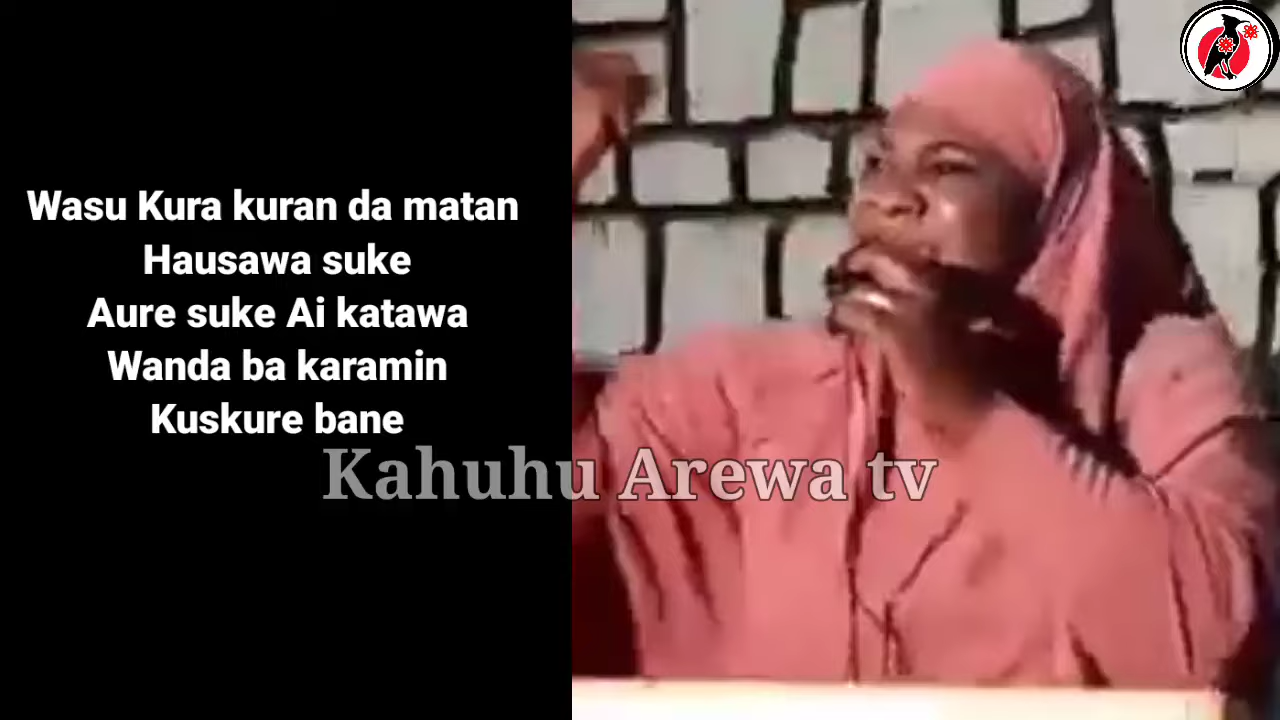 Wasu Kura kuran da matan
Hausawa suke
Aure suke Ai katawa
Wanda ba karamin
Kuskure bane
Kahuhu Arewa tv